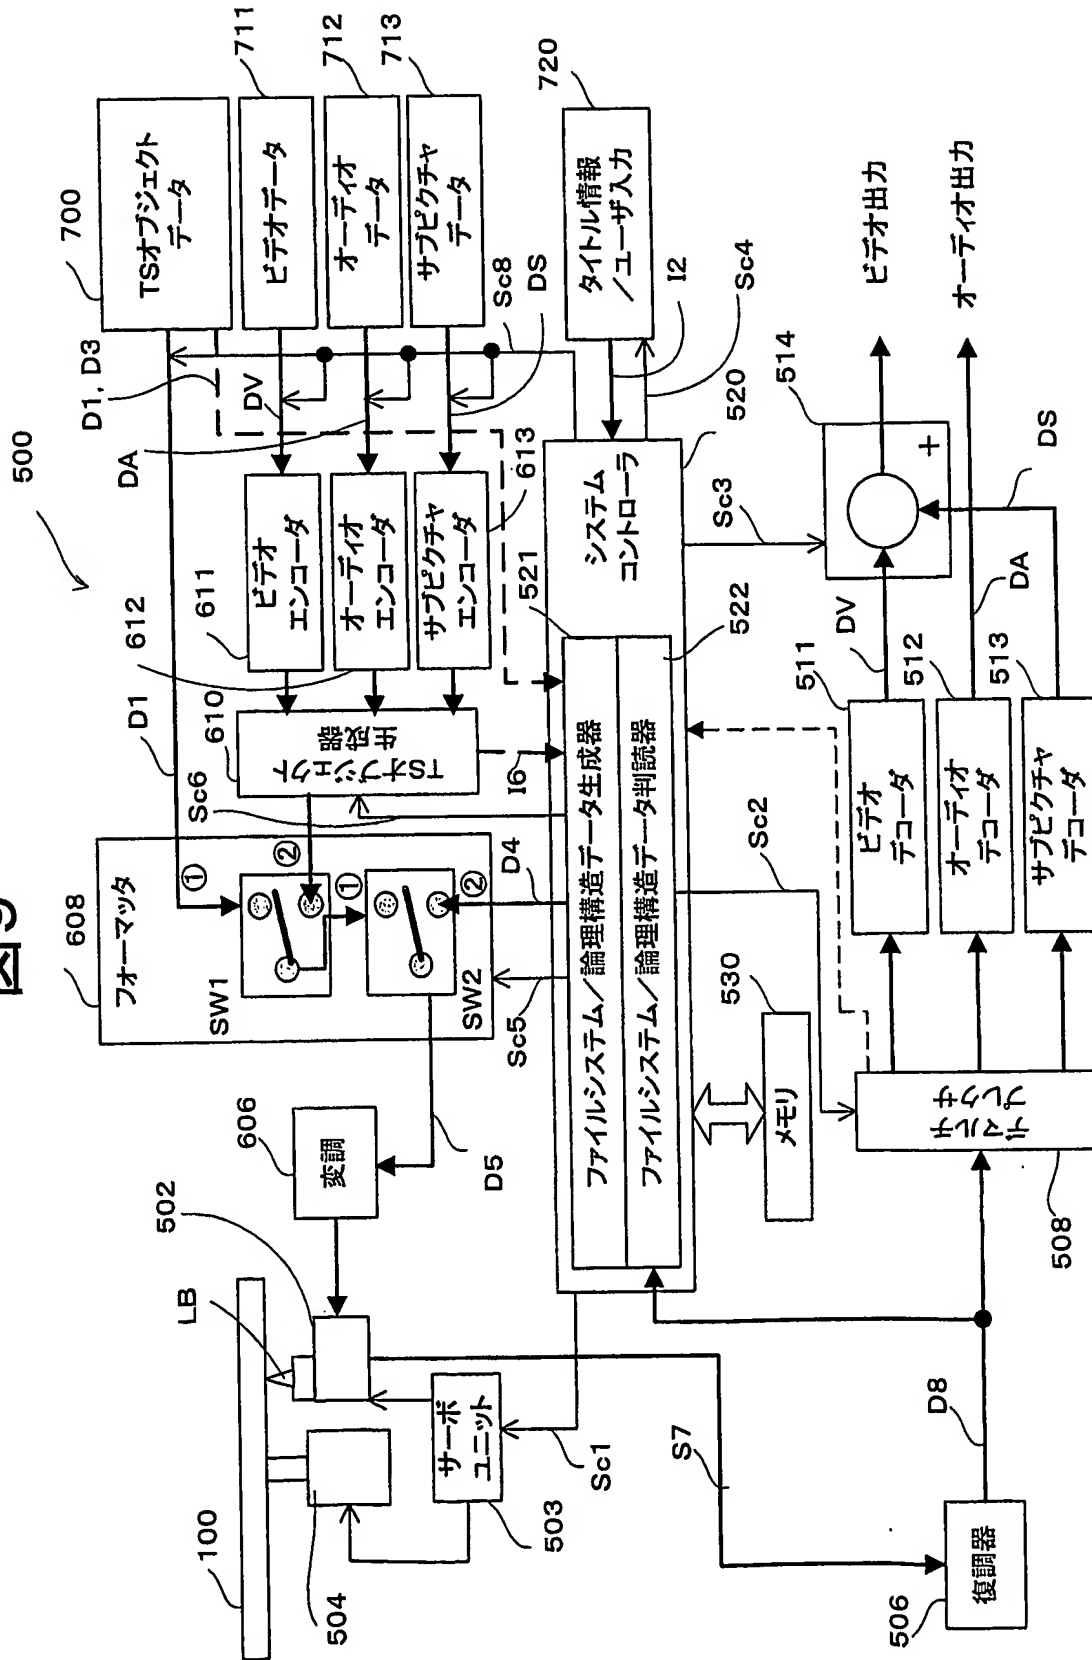 図9
500
100
504
LB
502
606
変調
サーボ
ユニット
503
Sc1
D5
608
フォーマッタ
SW1
SW2
①
②
①
②
Sc5
D4
Sc6
D1
610
TSオブジェクト
生成器
I6
612
611
ビデオ
エンコーダ
オーディオ
エンコーダ
サブピクチャ
エンコーダ
613
DA
DV
D1, D3
DS
Sc8
700
TSオブジェクト
データ
ビデオデータ
711
オーディオ
データ
712
サブピクチャ
データ
713
720
タイトル情報
/ユーザ入力
I2
Sc4
520
システム
コントローラ
521
522
ファイルシステム/論理構造データ生成器
ファイルシステム/論理構造データ判読器
530
メモリ
Sc2
Sc3
S7
506
復調器
D8
508
デマルチ
プレクサ
511
ビデオ
デコーダ
512
オーディオ
デコーダ
513
サブピクチャ
デコーダ
DV
DA
DS
514
+
ビデオ出力
オーディオ出力